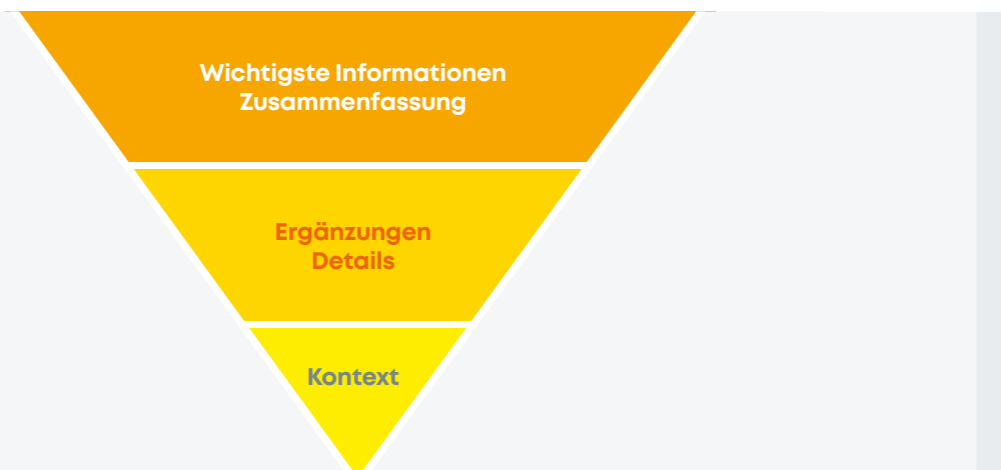 Wichtigste Informationen
Zusammenfassung
Ergänzungen
Details
Kontext